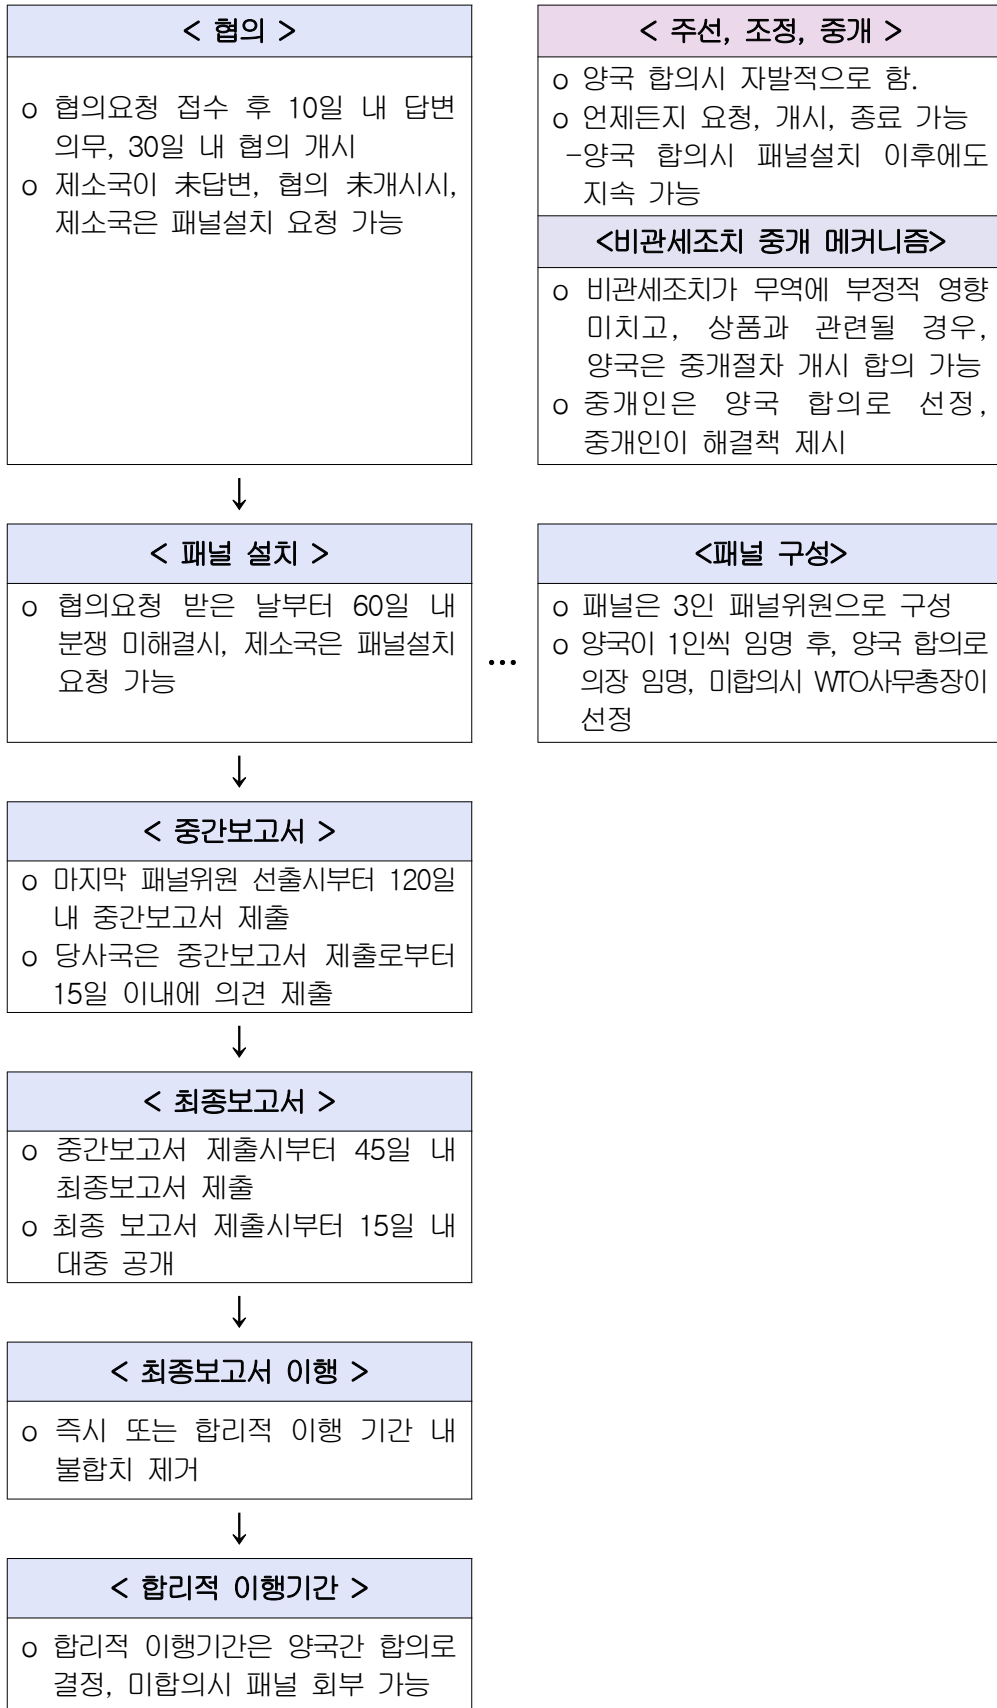 < 협의 >
o 협의요청 접수 후 10일 내 답변
의무, 30일 내 협의 개시
o 제소국이 未답변, 협의 未개시시,
제소국은 패널설치 요청 가능
< 주선, 조정, 중개 >
o 양국 합의시 자발적으로 함.
o 언제든지 요청, 개시, 종료 가능
-양국 합의시 패널설치 이후에도
지속 가능
<비관세조치 중개 메커니즘>
o 비관세조치가 무역에 부정적 영향
미치고, 상품과 관련될 경우,
양국은 중개절차 개시 합의 가능
o 중개인은 양국 합의로 선정,
중개인이 해결책 제시
↓
< 패널 설치 >
o 협의요청 받은 날부터 60일 내
분쟁 미해결시, 제소국은 패널설치
요청 가능
…
<패널 구성>
o 패널은 3인 패널위원으로 구성
o 양국이 1인씩 임명 후, 양국 합의로
의장 임명, 미합의시 WTO사무총장이
선정
↓
< 중간보고서 >
o 마지막 패널위원 선출시부터 120일
내 중간보고서 제출
o 당사국은 중간보고서 제출로부터
15일 이내에 의견 제출
↓
< 최종보고서 >
o 중간보고서 제출시부터 45일 내
최종보고서 제출
o 최종 보고서 제출시부터 15일 내
대중 공개
↓
< 최종보고서 이행 >
o 즉시 또는 합리적 이행 기간 내
불합치 제거
↓
< 합리적 이행기간 >
o 합리적 이행기간은 양국간 합의로
결정, 미합의시 패널 회부 가능